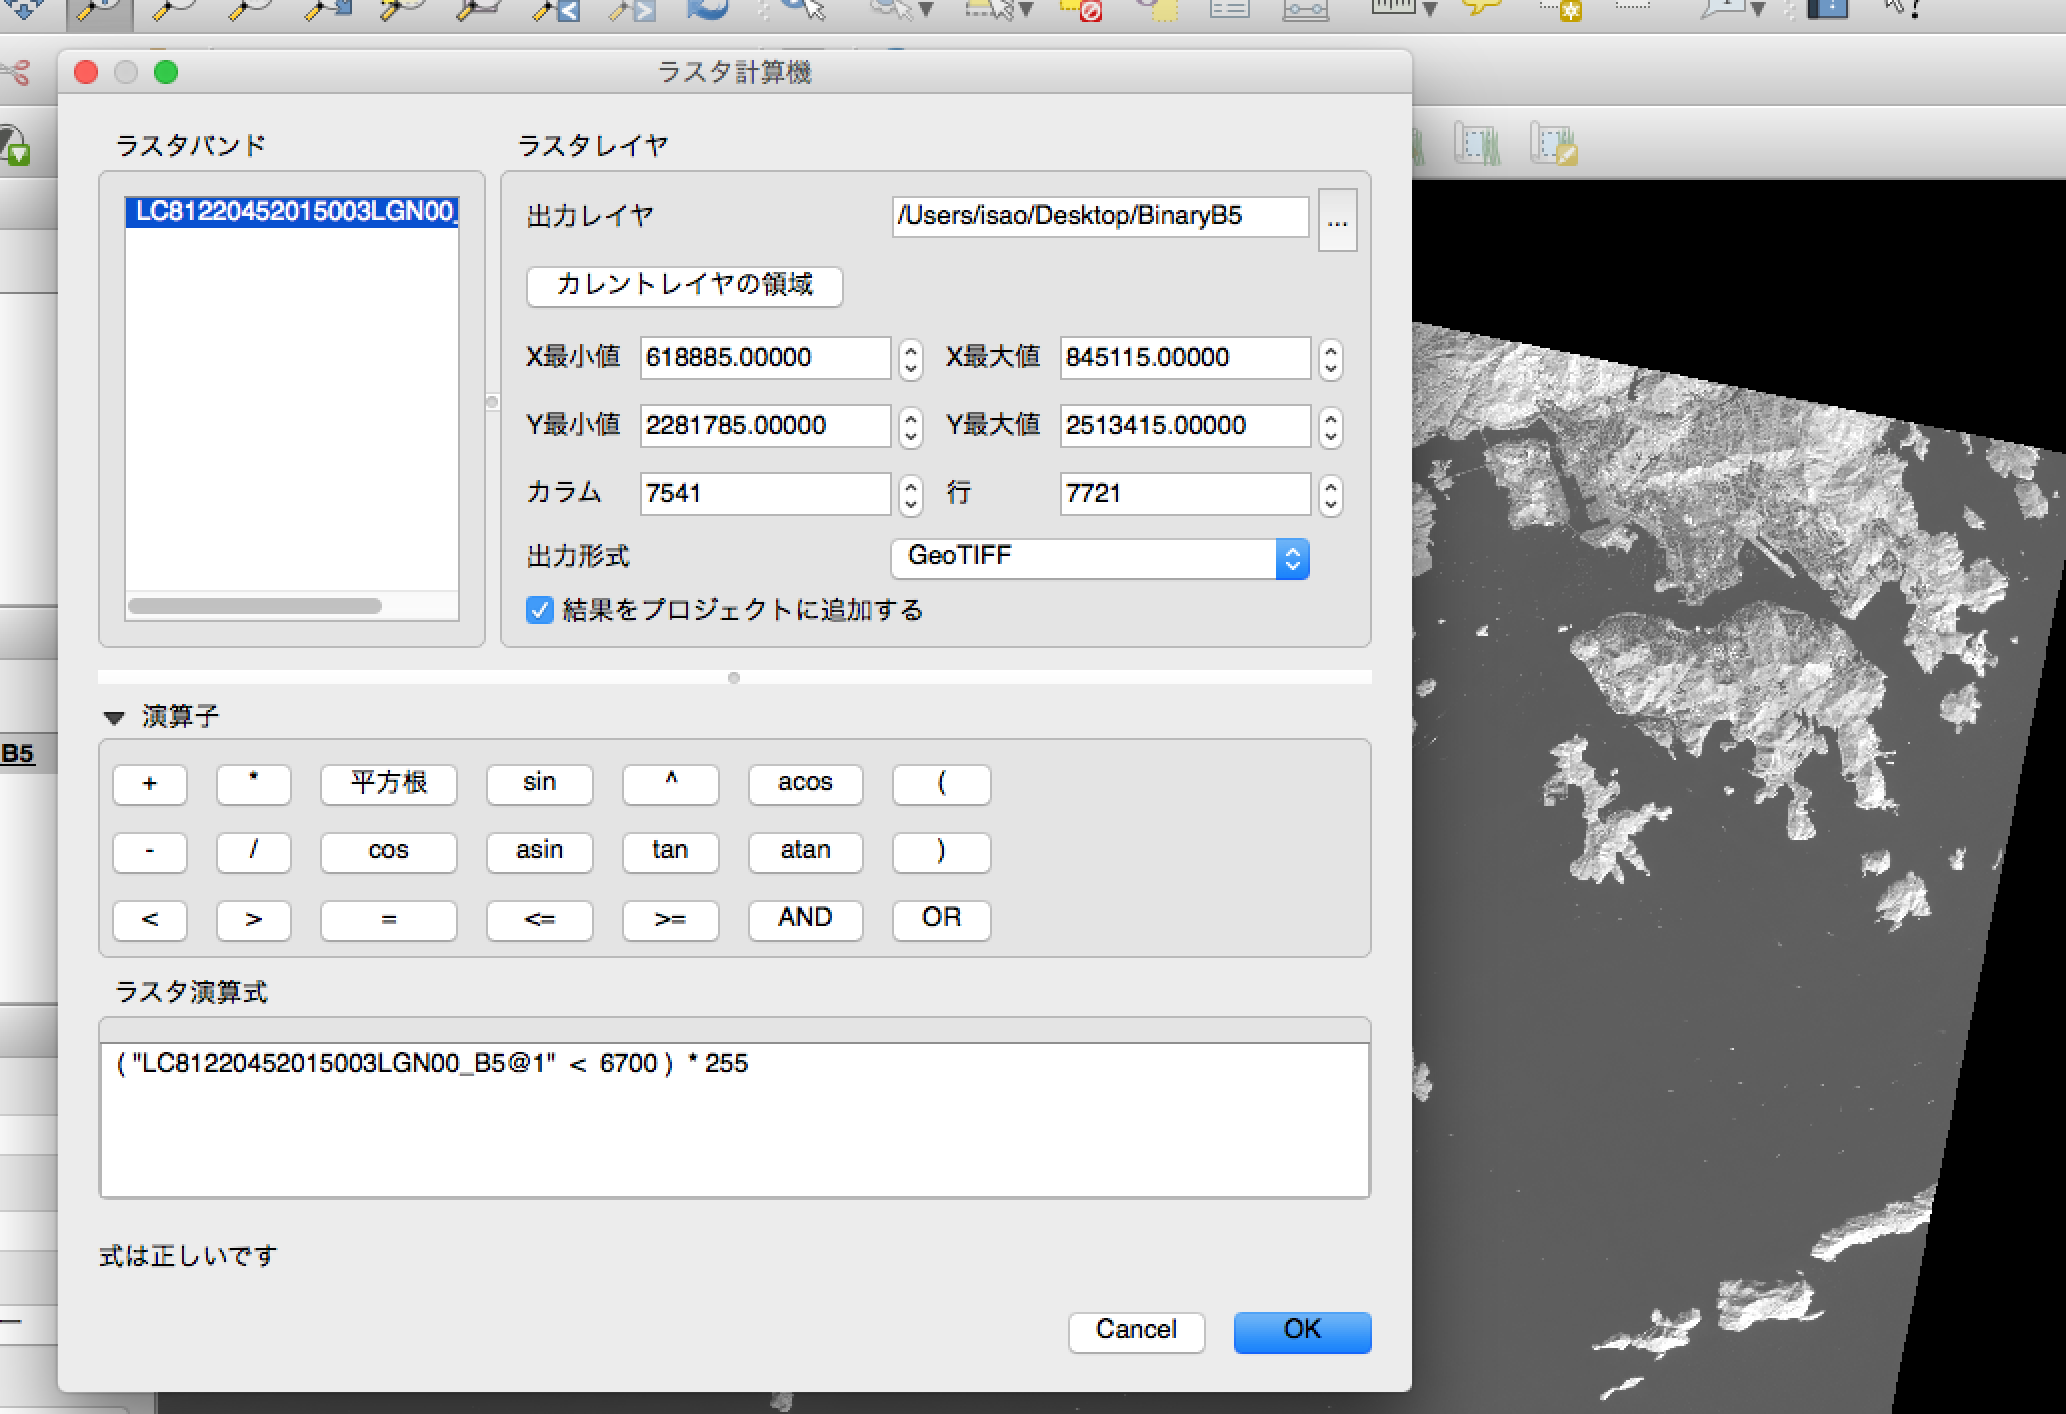 ラスタ計算機
ラスタバンド
LC81220452015003LGN00_
ラスタレイヤ
出力レイヤ /Users/isao/Desktop/BinaryB5 ...
カレントレイヤの領域
X最小値 618885.00000 X最大値 845115.00000
Y最小値 2281785.00000 Y最大値 2513415.00000
カラム 7541 行 7721
出力形式 GeoTIFF
結果をプロジェクトに追加する
B5
演算子
+ * 平方根 sin ^ acos (
- / cos asin tan atan )
< > = <= >= AND OR
ラスタ演算式
( "LC81220452015003LGN00_B5@1" < 6700 ) * 255
式は正しいです
Cancel OK